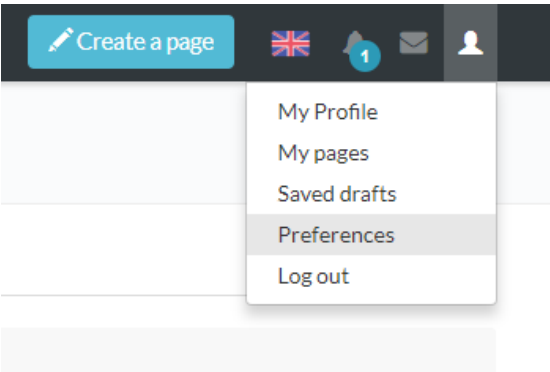 Create a page
1
My Profile
My pages
Saved drafts
Preferences
Log out